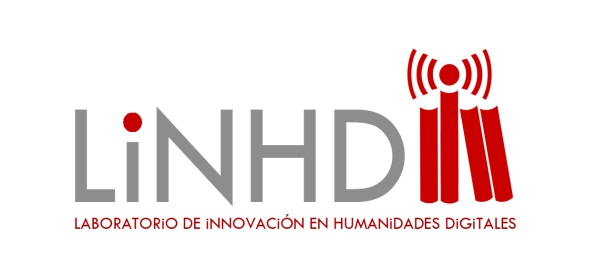 LiNHD
LABORATORiO DE iNNOVACiÓN EN HUMANiDADES DiGiTALES